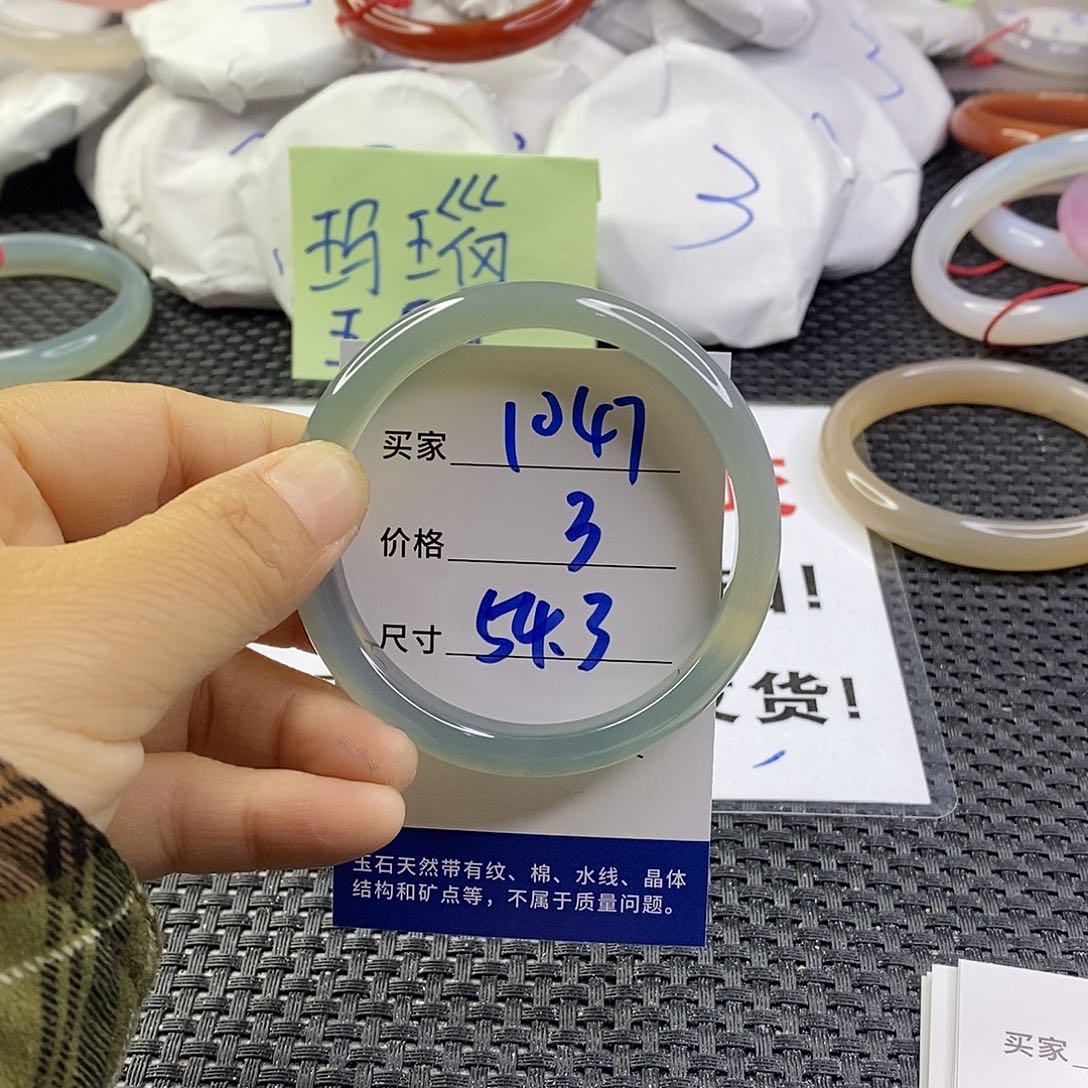 3
玛瑙
买家 1047
价格 3
尺寸 54.3
发货!
玉石天然带有纹、棉、水线、晶体
结构和矿点等，不属于质量问题。
买家